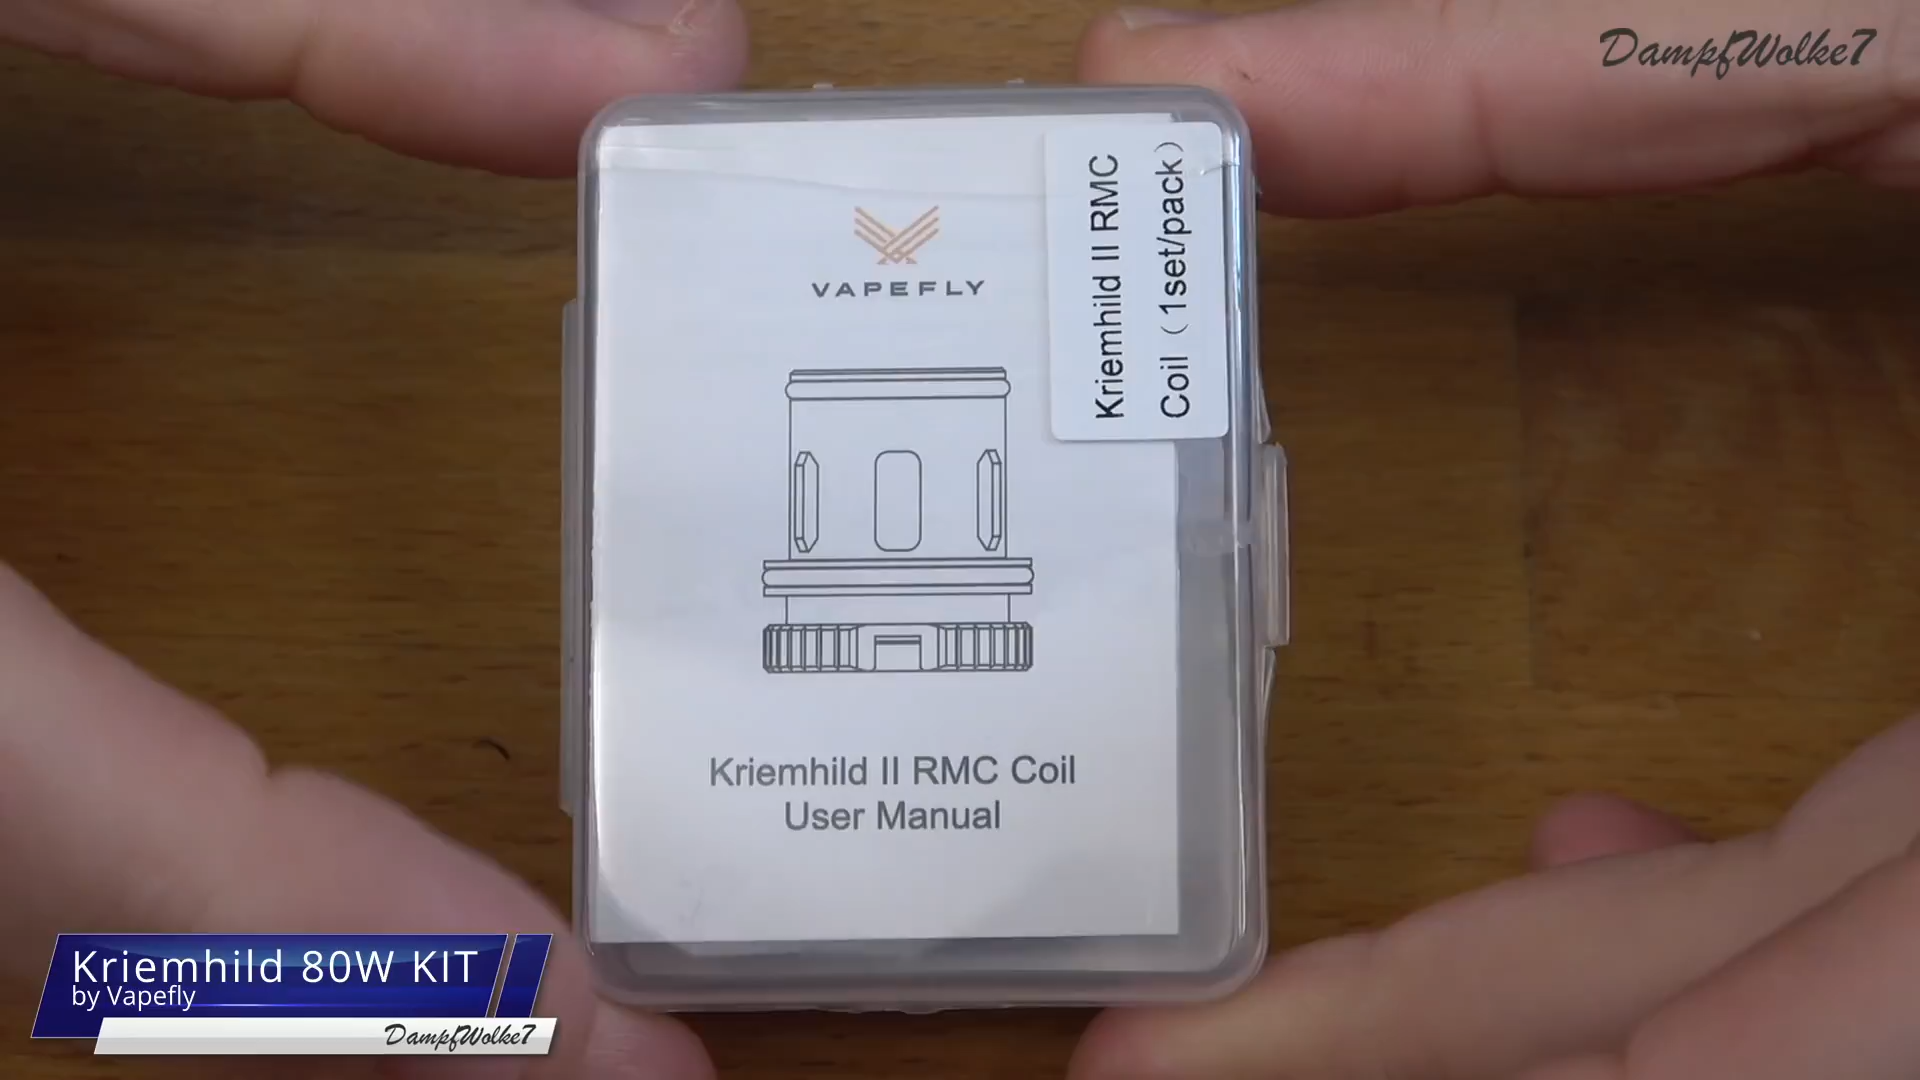 DampfWolke7
Kriemhild II RMC
Coil（1set/pack）
VAPEFLY
Kriemhild II RMC Coil
User Manual
Kriemhild 80W KIT
by Vapefly
DampfWolke7